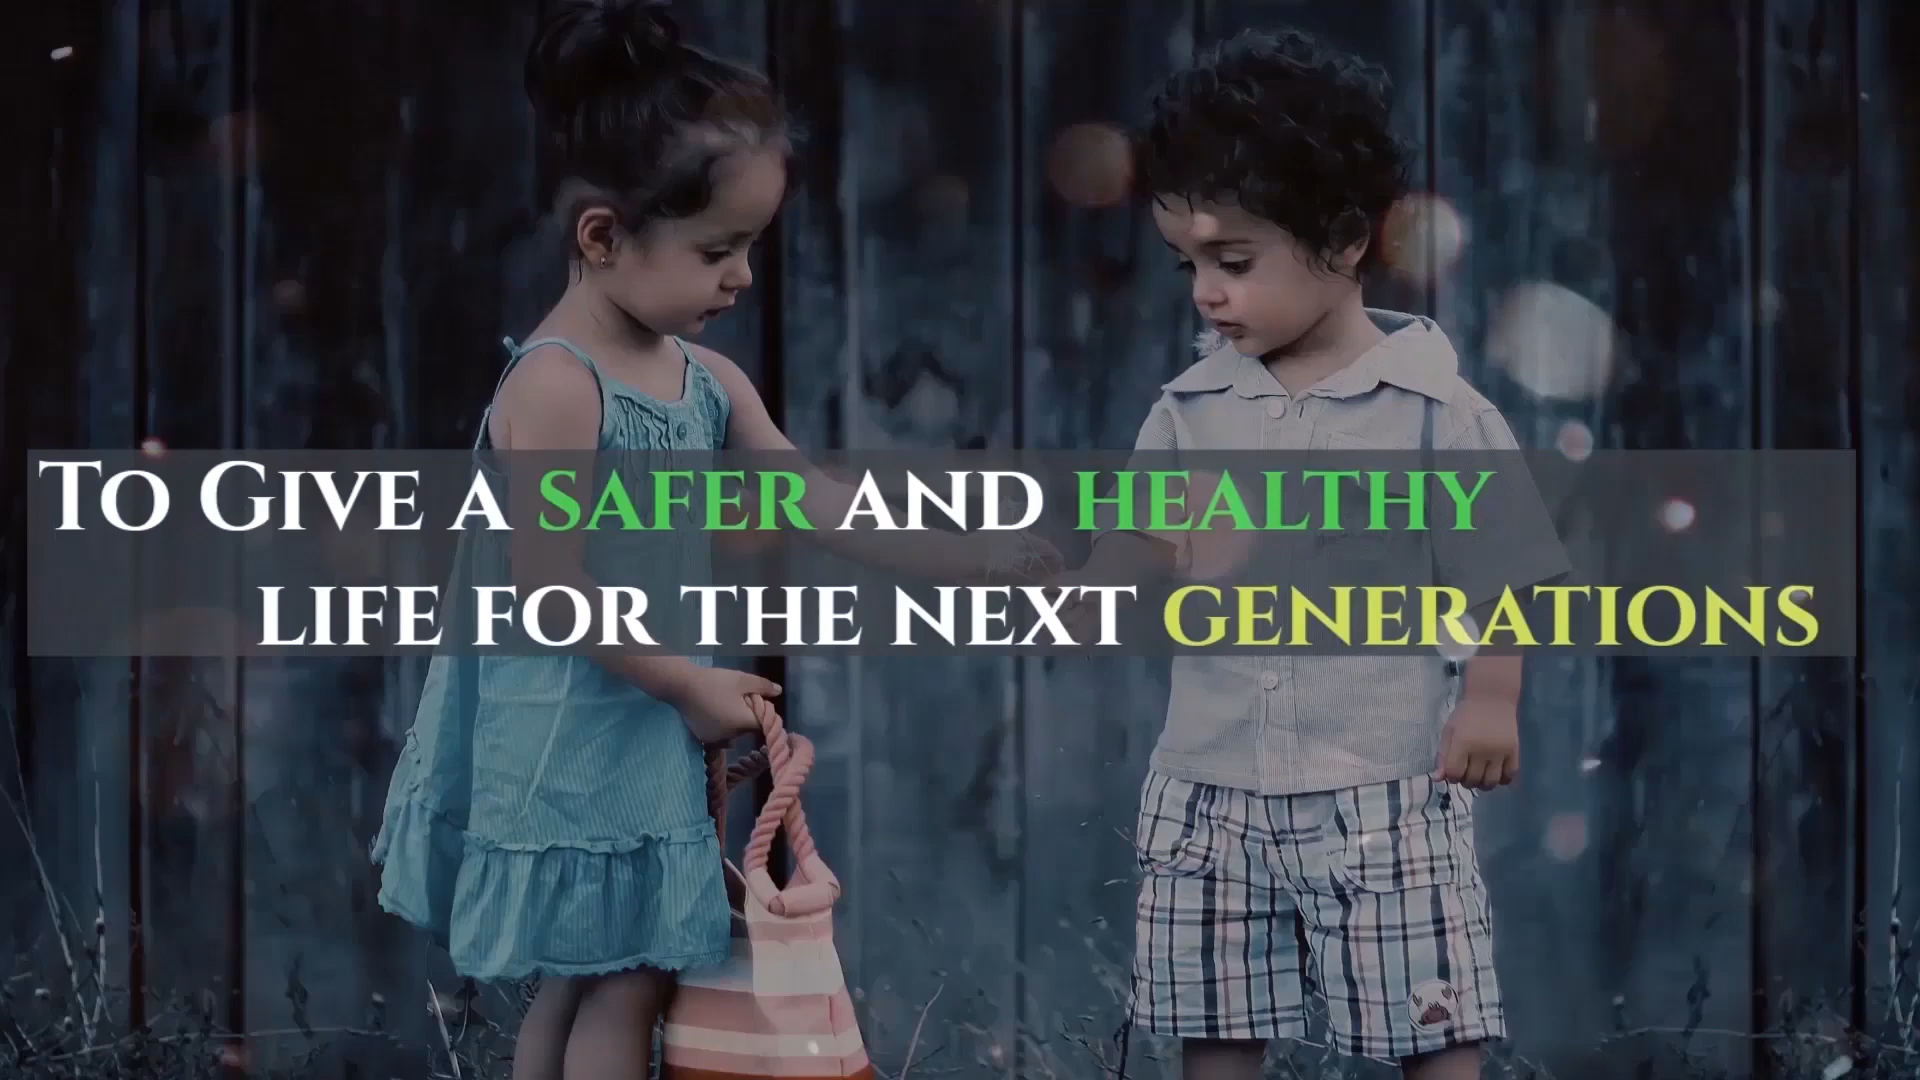 To Give a safer and healthy
life for the next generations